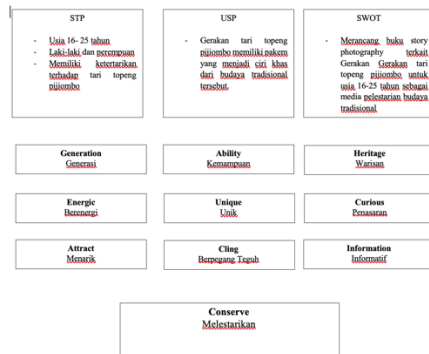 STP
- Usia 16- 25 tahun
- Laki-laki dan perempuan
- Memiliki ketertarikan
terhadap tari topeng
pijiombo
USP
- Gerakan tari topeng
pijiombo memiliki pakem
yang menjadi ciri khas
dari budaya tradisional
tersebut.
SWOT
- Merancang buku story
photography terkait
Gerakan Gerakan tari
topeng pijiombo untuk
usia 16-25 tahun sebagai
media pelestarian budaya
tradisional
Generation
Generasi
Ability
Kemampuan
Heritage
Warisan
Energic
Berenergi
Unique
Unik
Curious
Penasaran
Attract
Menarik
Cling
Berpegang Teguh
Information
Informatif
Conserve
Melestarikan